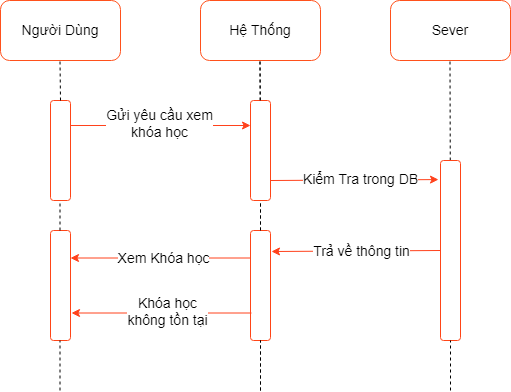 Người Dùng
Hệ Thống
Sever
Gửi yêu cầu xem
khóa học
Kiểm Tra trong DB
Trả về thông tin
Xem Khóa học
Khóa học
không tồn tại